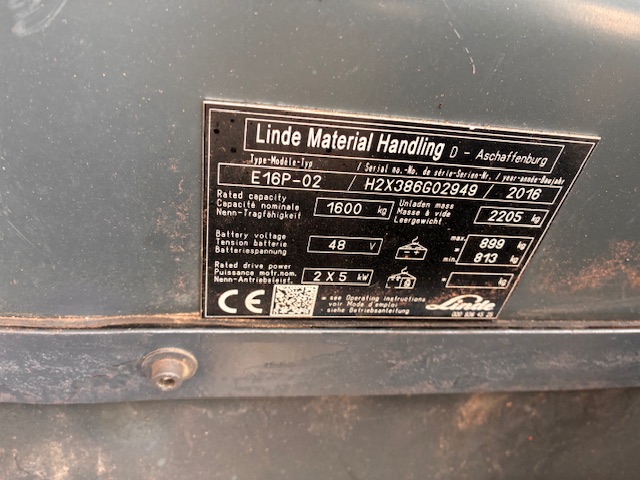 Linde Material Handling D - Aschaffenburg
Type-Modèle-Typ / Serial no.-No. de série-Serien-Nr. / year-année-Baujahr
E16P-02 / H2X386G02949 / 2016
Rated capacity
Capacité nominale
Nenn-Tragfähigkeit
1600 kg
Unladen mass
Masse à vide
Leergewicht
2205 kg
Battery voltage
Tension batterie
Batteriespannung
48 V
max. = 899 kg
min. = 813 kg
Rated drive power
Puissance motr.nom.
Nenn-Antriebsleist.
2 X 5 kW
= kg
CE
= see Operating instructions
voir Mode d'emploi
siehe Betriebsanleitung
Linde